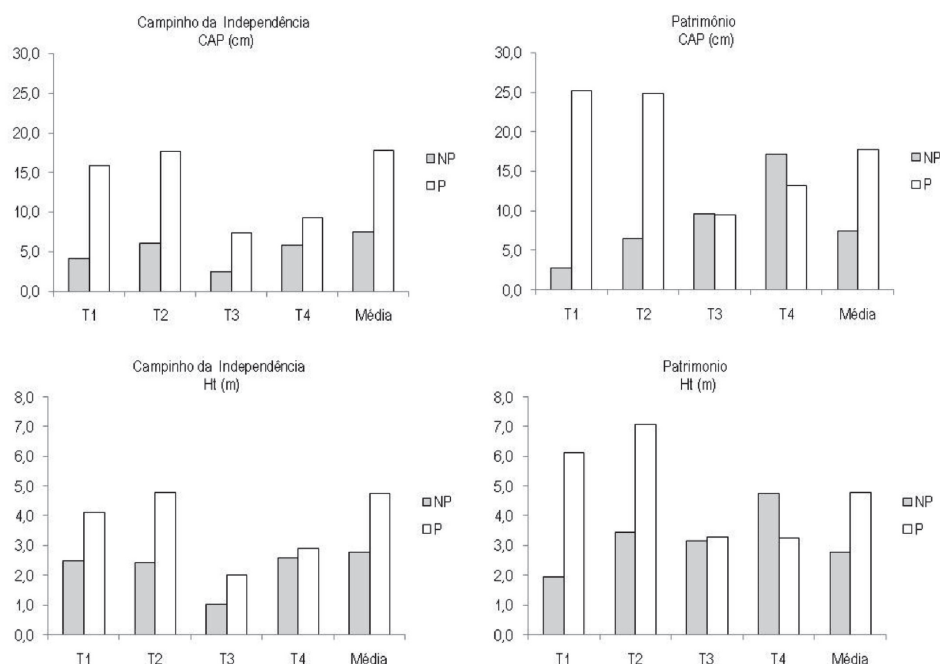 Campinho da Independência
CAP (cm)
30,0
25,0
20,0
15,0
10,0
5,0
0,0
T1 T2 T3 T4 Média
NP
P
Patrimônio
CAP (cm)
30,0
25,0
20,0
15,0
10,0
5,0
0,0
T1 T2 T3 T4 Média
NP
P
Campinho da Independência
Ht (m)
8,0
7,0
6,0
5,0
4,0
3,0
2,0
1,0
0,0
T1 T2 T3 T4 Média
NP
P
Patrimonio
Ht (m)
8,0
7,0
6,0
5,0
4,0
3,0
2,0
1,0
0,0
T1 T2 T3 T4 Média
NP
P